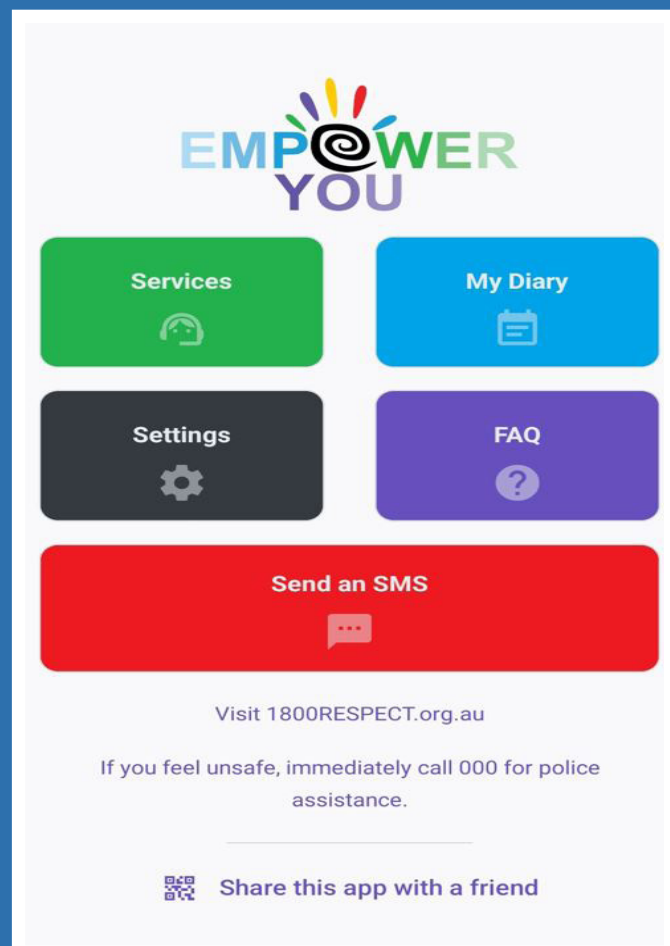 EMPOWER
YOU
Services
My Diary
Settings
FAQ
Send an SMS
Visit 1800RESPECT.org.au
If you feel unsafe, immediately call 000 for police
assistance.
Share this app with a friend